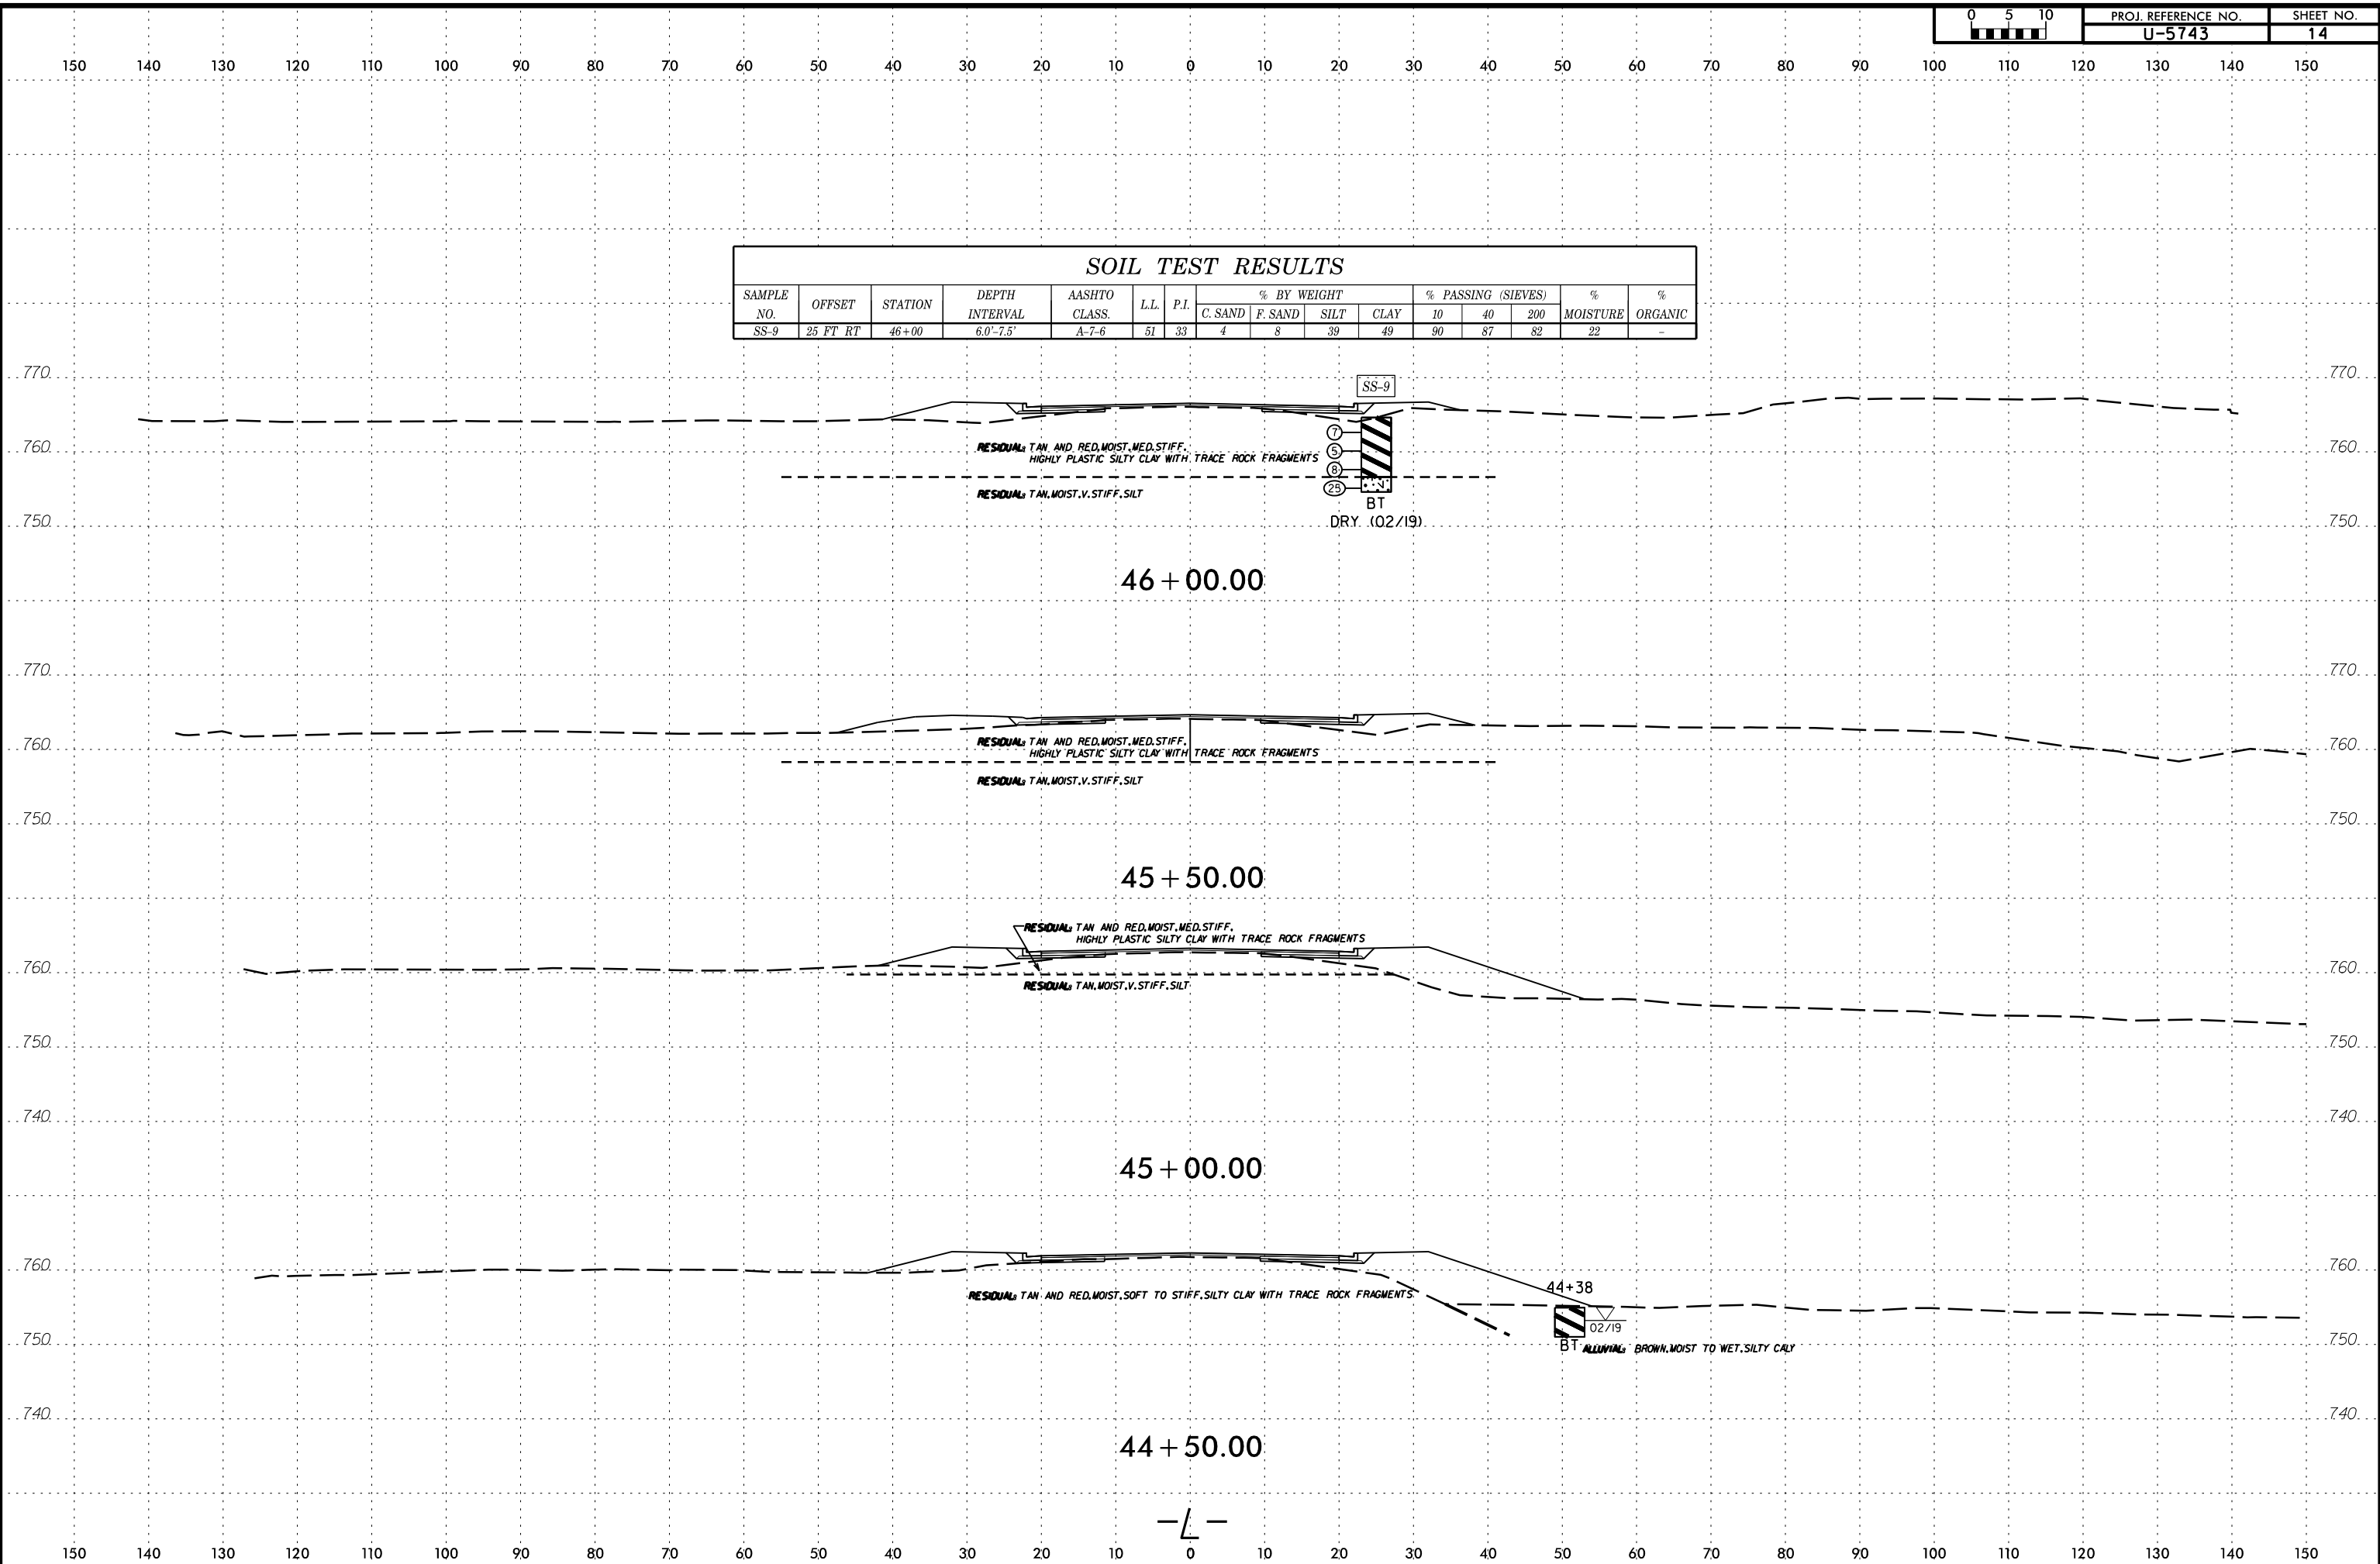 0 5 10 PROJ. REFERENCE NO. SHEET NO.
U-5743 14
150 140 130 120 110 100 90 80 70 60 50 40 30 20 10 0 10 20 30 40 50 60 70 80 90 100 110 120 130 140 150
SOIL TEST RESULTS
SAMPLE NO. OFFSET STATION DEPTH INTERVAL AASHTO CLASS. L.L. P.I. % BY WEIGHT % PASSING (SIEVES) % MOISTURE % ORGANIC
C. SAND F. SAND SILT CLAY 10 40 200
SS-9 25 FT RT 46+00 6.0'-7.5' A-7-6 51 33 4 8 39 49 90 87 82 22 -
770 770
SS-9
7
RESIDUAL: TAN AND RED, MOIST, MED. STIFF,
760 760
HIGHLY PLASTIC SILTY CLAY WITH TRACE ROCK FRAGMENTS
5
8
25
RESIDUAL: TAN, MOIST, V. STIFF, SILT
BT
DRY (02/19)
750 750
46+00.00
770 770
RESIDUAL: TAN AND RED, MOIST, MED. STIFF,
760 760
HIGHLY PLASTIC SILTY CLAY WITH TRACE ROCK FRAGMENTS
RESIDUAL: TAN, MOIST, V. STIFF, SILT
750 750
45+50.00
RESIDUAL: TAN AND RED, MOIST, MED. STIFF,
HIGHLY PLASTIC SILTY CLAY WITH TRACE ROCK FRAGMENTS
760 760
RESIDUAL: TAN, MOIST, V. STIFF, SILT
750 750
740 740
45+00.00
760 760
44+38
RESIDUAL: TAN AND RED, MOIST, SOFT TO STIFF, SILTY CLAY WITH TRACE ROCK FRAGMENTS
02/19
750 750
BT ALLUVIAL: BROWN, MOIST TO WET, SILTY CALY
740 740
44+50.00
-L-
150 140 130 120 110 100 90 80 70 60 50 40 30 20 10 0 10 20 30 40 50 60 70 80 90 100 110 120 130 140 150